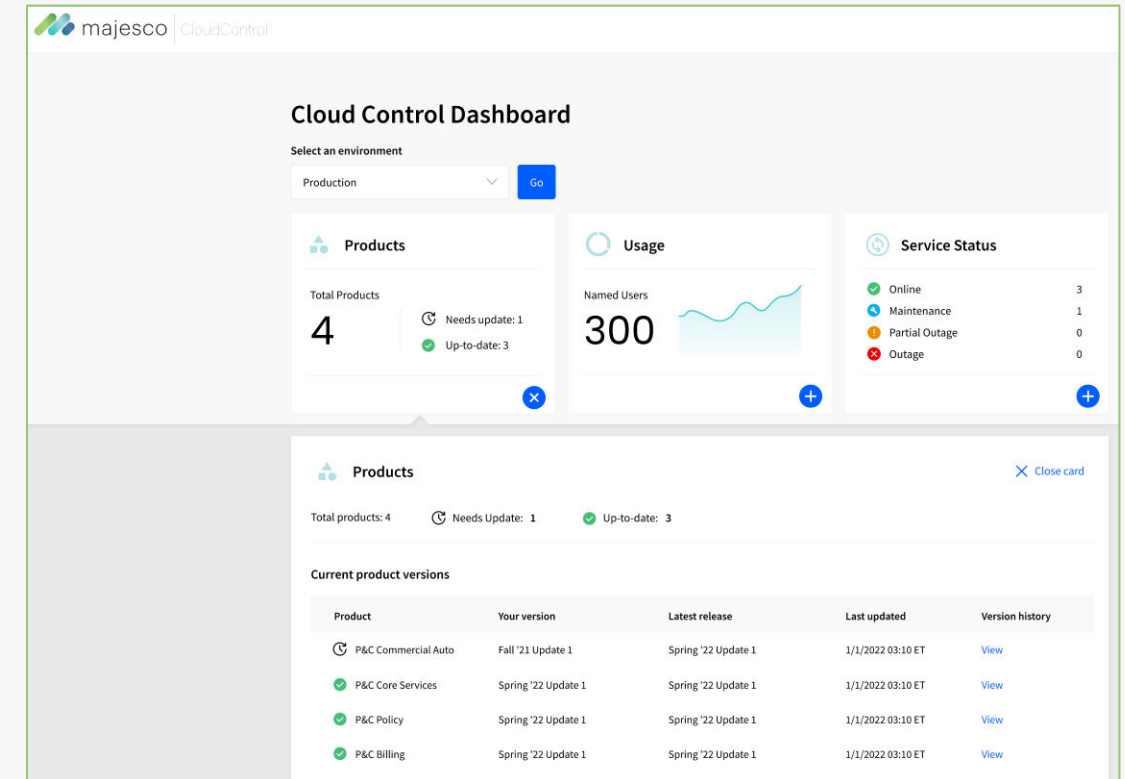 majesco CloudControl
Cloud Control Dashboard
Select an environment
Production
Go
Products
Total Products
4
Needs update: 1
Up-to-date: 3
Usage
Named Users
300
Service Status
Online 3
Maintenance 1
Partial Outage 0
Outage 0
Products
Close card
Total products: 4 Needs Update: 1 Up-to-date: 3
Current product versions
Product Your version Latest release Last updated Version history
P&C Commercial Auto Fall '21 Update 1 Spring '22 Update 1 1/1/2022 03:10 ET View
P&C Core Services Spring '22 Update 1 Spring '22 Update 1 1/1/2022 03:10 ET View
P&C Policy Spring '22 Update 1 Spring '22 Update 1 1/1/2022 03:10 ET View
P&C Billing Spring '22 Update 1 Spring '22 Update 1 1/1/2022 03:10 ET View